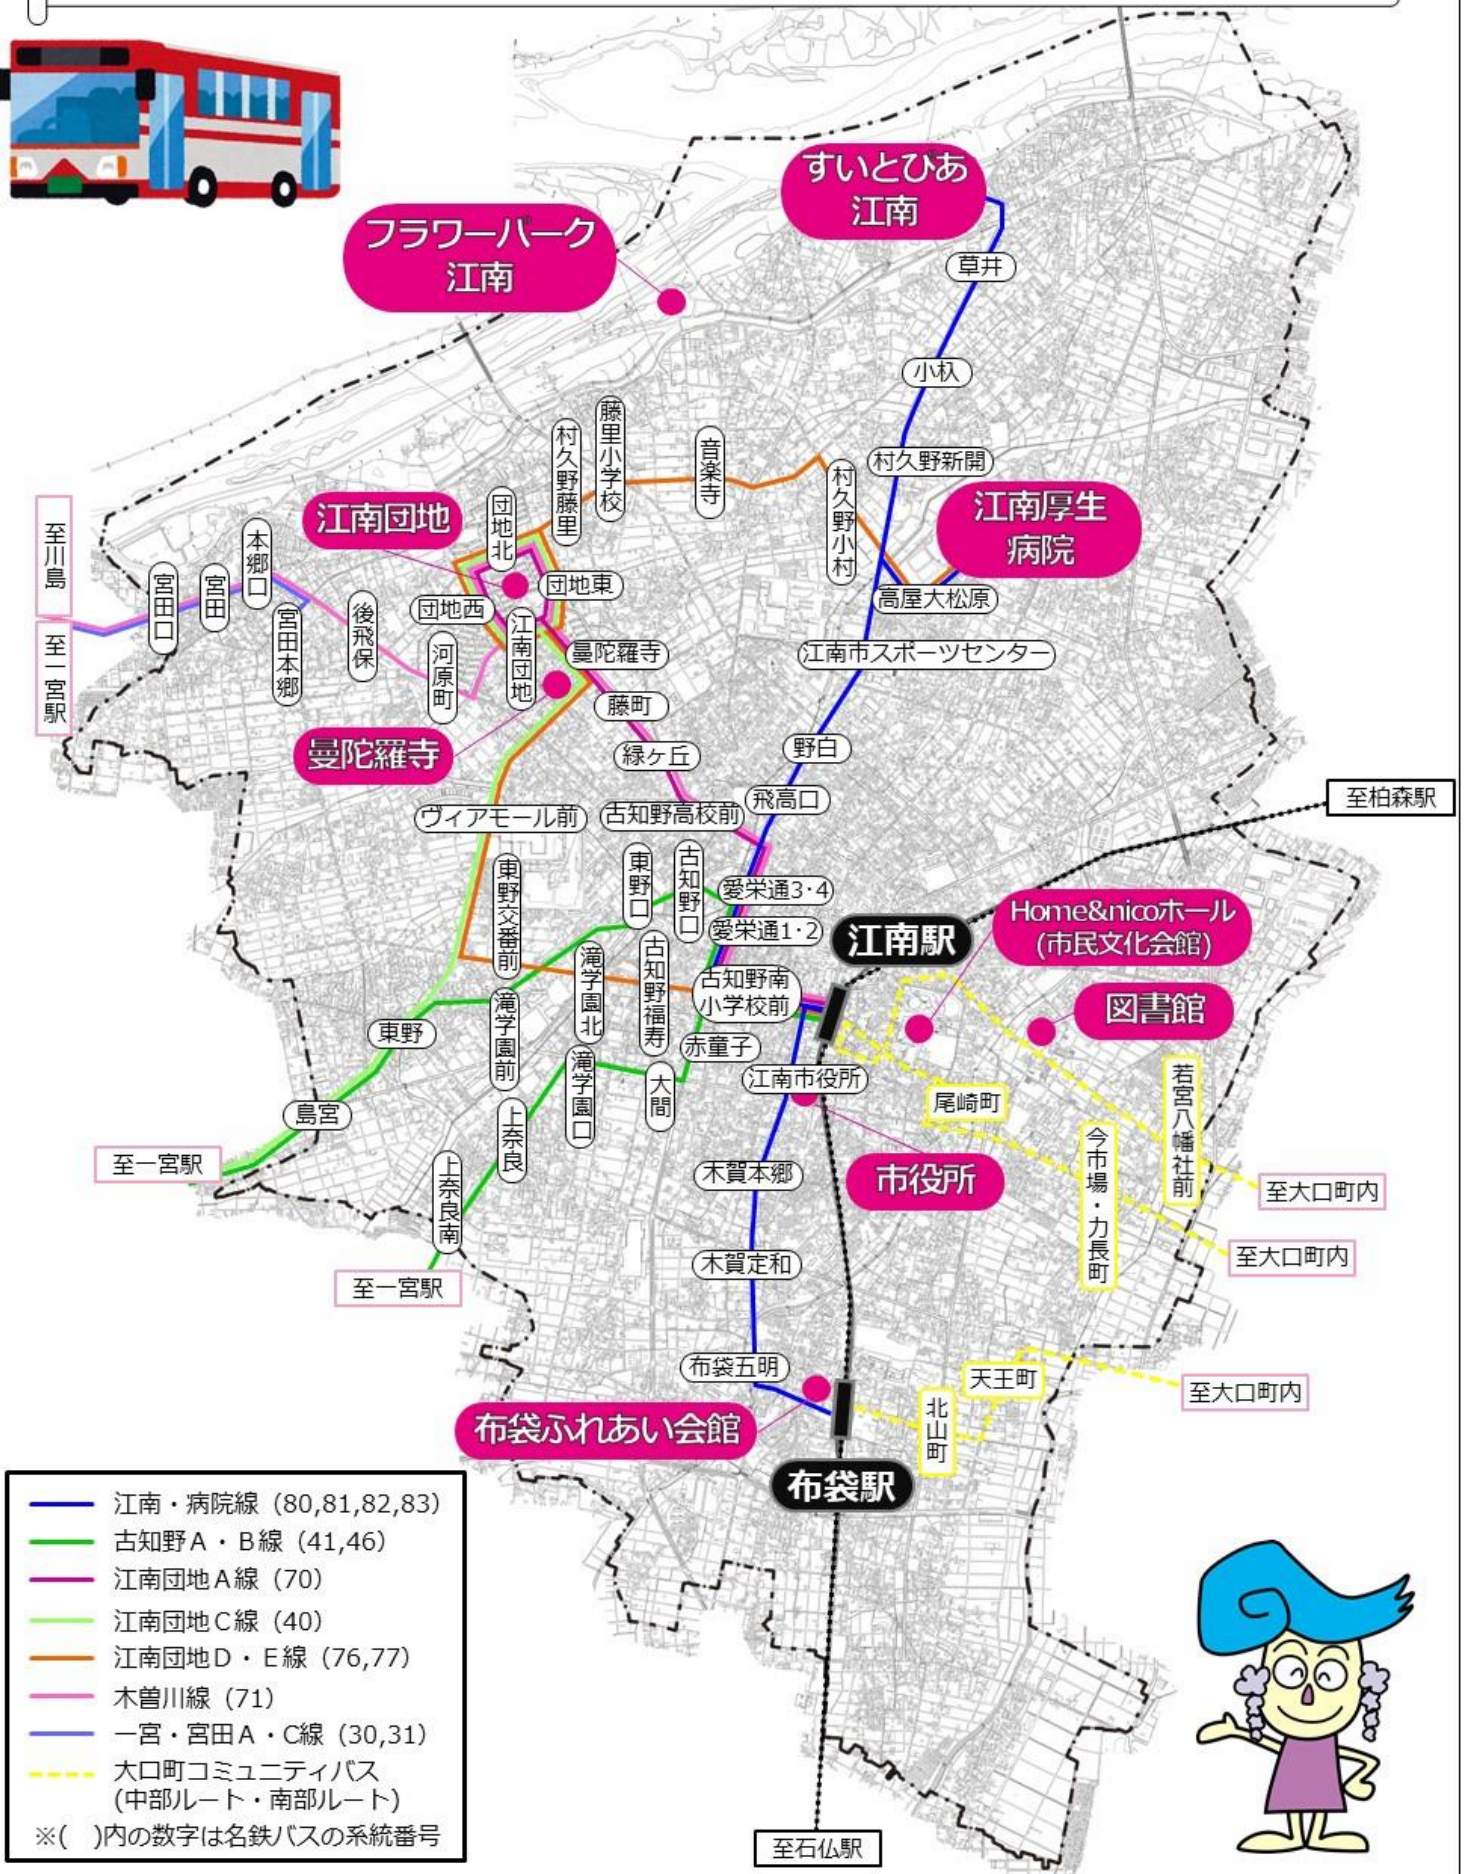 すいとぴあ
江南
フラワーパーク
江南
草井
小杁
村久野新開
藤里小学校
村久野藤里
音楽寺
村久野小村
江南厚生
病院
高屋大松原
江南団地
団地北
団地東
団地西
江南団地
至川島
至一宮駅
宮田口
宮田
本郷口
宮田本郷
後飛保
河原町
曼陀羅寺
江南市スポーツセンター
藤町
曼陀羅寺
緑ヶ丘
野白
飛高口
古知野高校前
ヴィアモール前
至柏森駅
東野交番前
東野口
古知野口
愛栄通3・4
愛栄通1・2
江南駅
Home&nicoホール
(市民文化会館)
図書館
滝学園北
古知野福寿
古知野南
小学校前
東野
滝学園前
滝学園口
大間
赤童子
江南市役所
尾崎町
若宮八幡社前
今市場・力長町
島宮
上奈良
上奈良南
至一宮駅
至一宮駅
木賀本郷
市役所
至大口町内
至大口町内
木賀定和
布袋五明
天王町
至大口町内
北山町
布袋ふれあい会館
布袋駅
江南・病院線（80,81,82,83）
古知野Ａ・Ｂ線（41,46）
江南団地Ａ線（70）
江南団地Ｃ線（40）
江南団地Ｄ・Ｅ線（76,77）
木曽川線（71）
一宮・宮田Ａ・Ｃ線（30,31）
大口町コミュニティバス
(中部ルート・南部ルート)
※(　)内の数字は名鉄バスの系統番号
至石仏駅